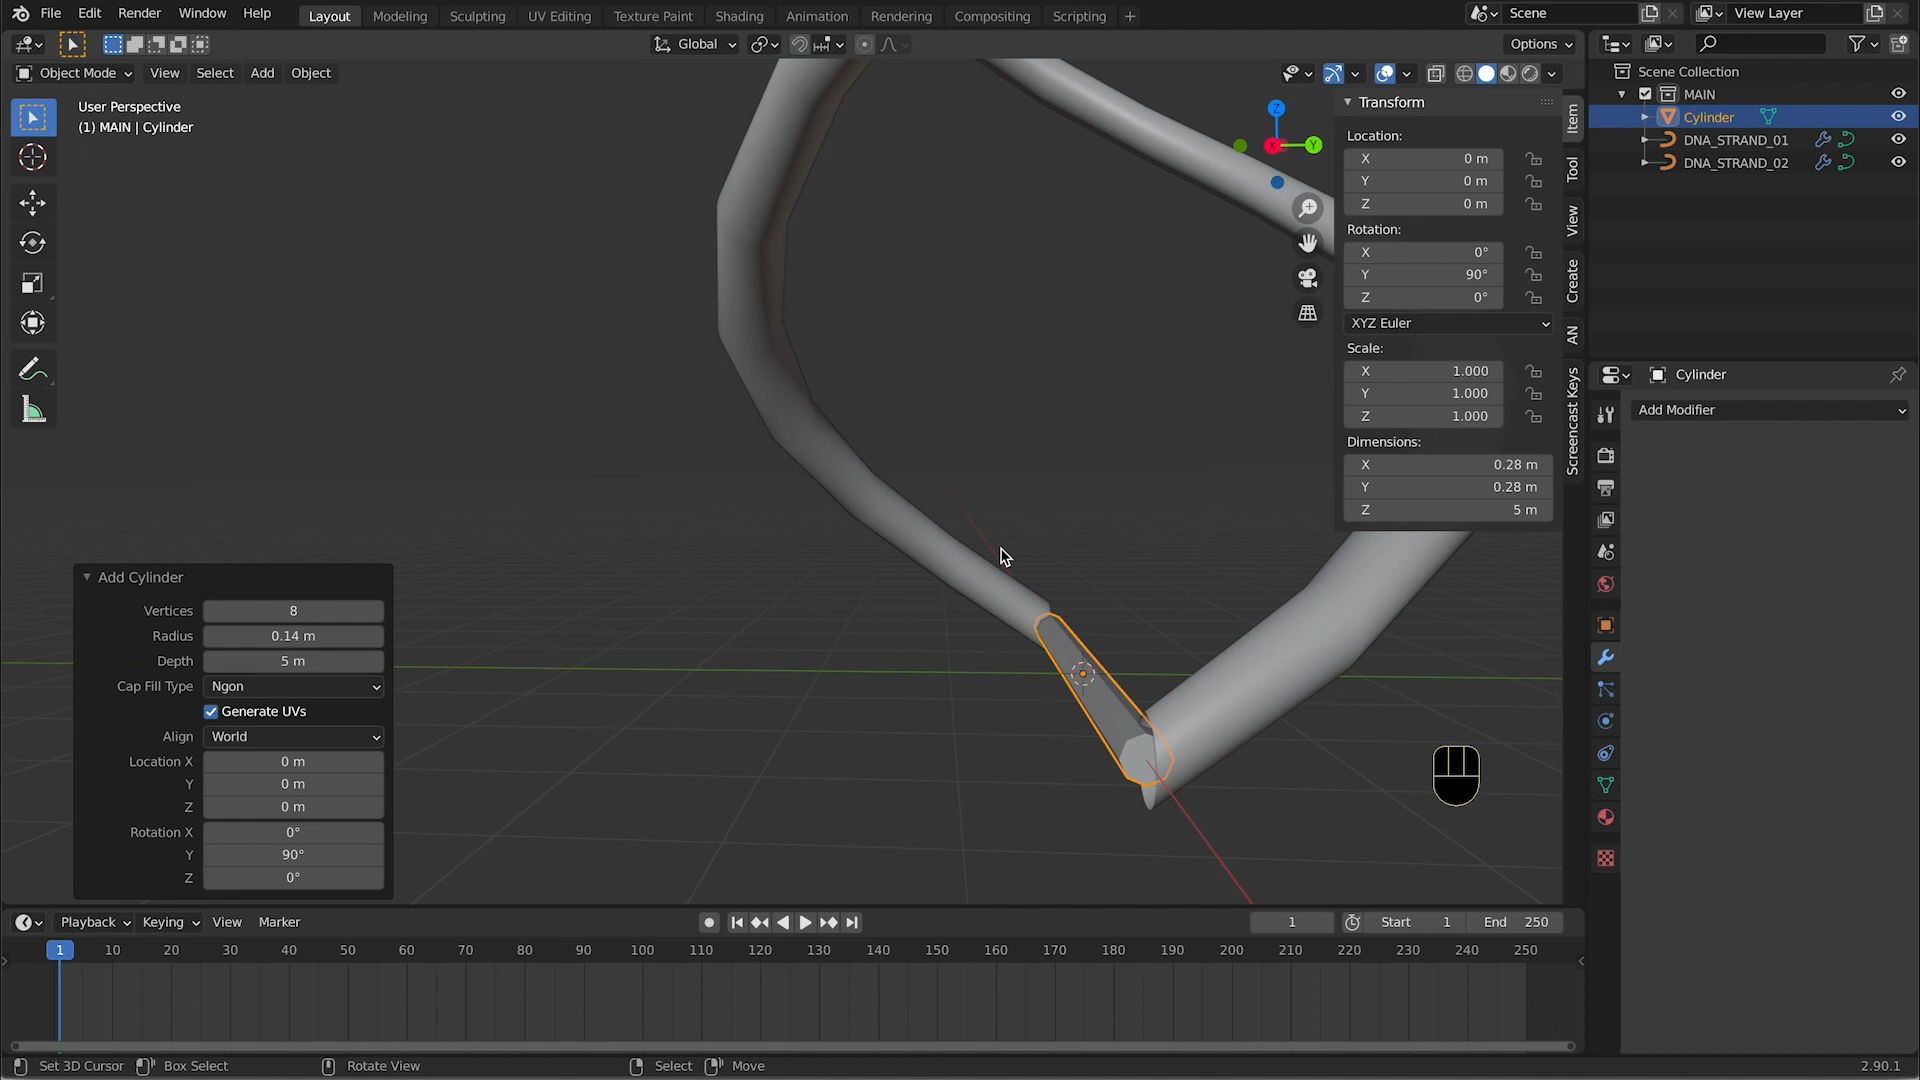 File Edit Render Window Help Layout Modeling Sculpting UV Editing Texture Paint Shading Animation Rendering Compositing Scripting + Scene View Layer
Global Options
Object Mode View Select Add Object
User Perspective
(1) MAIN | Cylinder
Z
Y
X
Transform
Location:
X 0 m
Y 0 m
Z 0 m
Rotation:
X 0°
Y 90°
Z 0°
XYZ Euler
Scale:
X 1.000
Y 1.000
Z 1.000
Dimensions:
X 0.28 m
Y 0.28 m
Z 5 m
Item
Tool
View
Create
AN
Screencast Keys
Scene Collection
MAIN
Cylinder
DNA_STRAND_01
DNA_STRAND_02
Cylinder
Add Modifier
Add Cylinder
Vertices 8
Radius 0.14 m
Depth 5 m
Cap Fill Type Ngon
Generate UVs
Align World
Location X 0 m
Y 0 m
Z 0 m
Rotation X 0°
Y 90°
Z 0°
Playback Keying View Marker 1 Start 1 End 250
1 10 20 30 40 50 60 70 80 90 100 110 120 130 140 150 160 170 180 190 200 210 220 230 240 250
Set 3D Cursor Box Select Rotate View Select Move 2.90.1